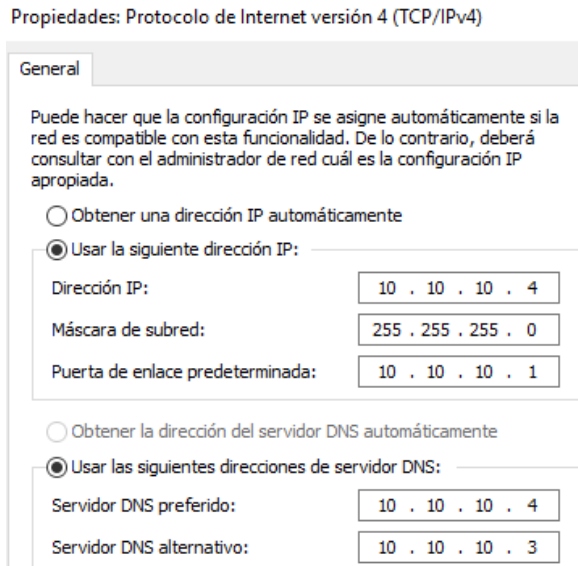 Propiedades: Protocolo de Internet versión 4 (TCP/IPv4)
General
Puede hacer que la configuración IP se asigne automáticamente si la
red es compatible con esta funcionalidad. De lo contrario, deberá
consultar con el administrador de red cuál es la configuración IP
apropiada.
Obtener una dirección IP automáticamente
Usar la siguiente dirección IP:
Dirección IP: 10 . 10 . 10 . 4
Máscara de subred: 255 . 255 . 255 . 0
Puerta de enlace predeterminada: 10 . 10 . 10 . 1
Obtener la dirección del servidor DNS automáticamente
Usar las siguientes direcciones de servidor DNS:
Servidor DNS preferido: 10 . 10 . 10 . 4
Servidor DNS alternativo: 10 . 10 . 10 . 3